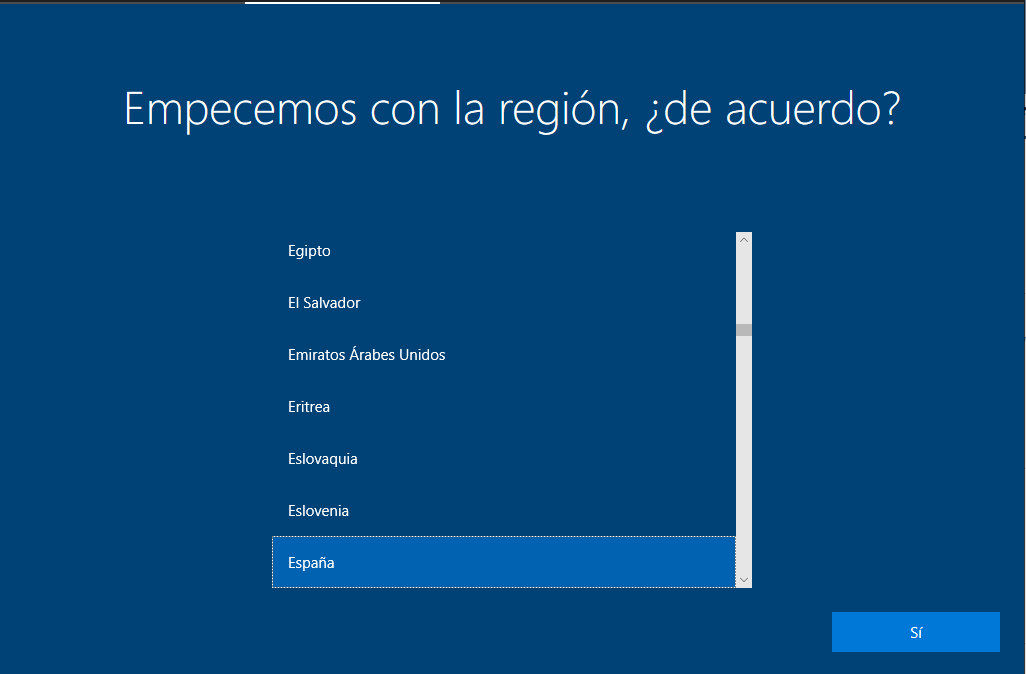 Empecemos con la región, ¿de acuerdo?
Egipto
El Salvador
Emiratos Árabes Unidos
Eritrea
Eslovaquia
Eslovenia
España
Sí